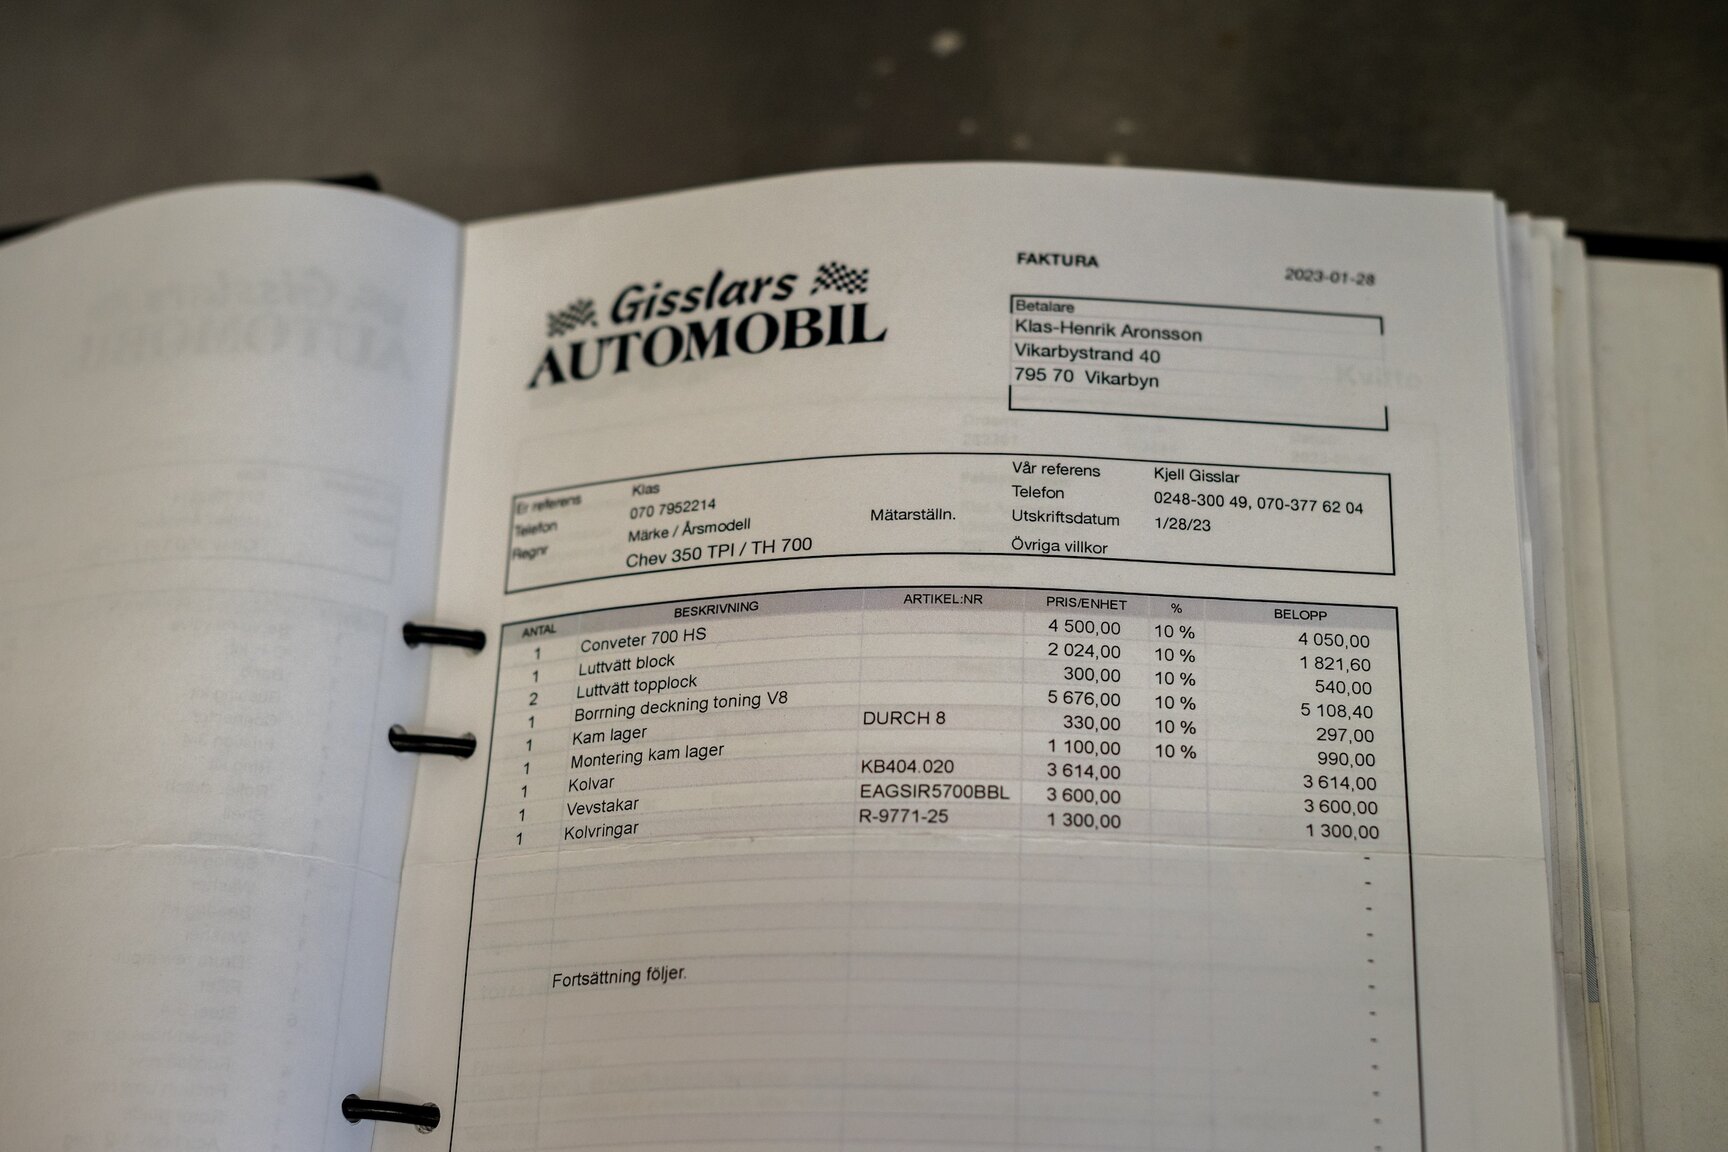 Gisslars
AUTOMOBIL
FAKTURA
2023-01-28
Betalare
Klas-Henrik Aronsson
Vikarbystrand 40
795 70 Vikarbyn
Er referens Klas
Telefon 070 7952214
Regnr Märke / Årsmodell Mätarställn.
Chev 350 TPI / TH 700
Vår referens Kjell Gisslar
Telefon 0248-300 49, 070-377 62 04
Utskriftsdatum 1/28/23
Övriga villkor
ANTAL BESKRIVNING ARTIKEL:NR PRIS/ENHET % BELOPP
1 Conveter 700 HS 4 500,00 10 % 4 050,00
1 Luttvätt block 2 024,00 10 % 1 821,60
2 Luttvätt topplock 300,00 10 % 540,00
1 Borrning deckning toning V8 5 676,00 10 % 5 108,40
1 Kam lager DURCH 8 330,00 10 % 297,00
1 Montering kam lager 1 100,00 10 % 990,00
1 Kolvar KB404.020 3 614,00 3 614,00
1 Vevstakar EAGSIR5700BBL 3 600,00 3 600,00
1 Kolvringar R-9771-25 1 300,00 1 300,00
Fortsättning följer.